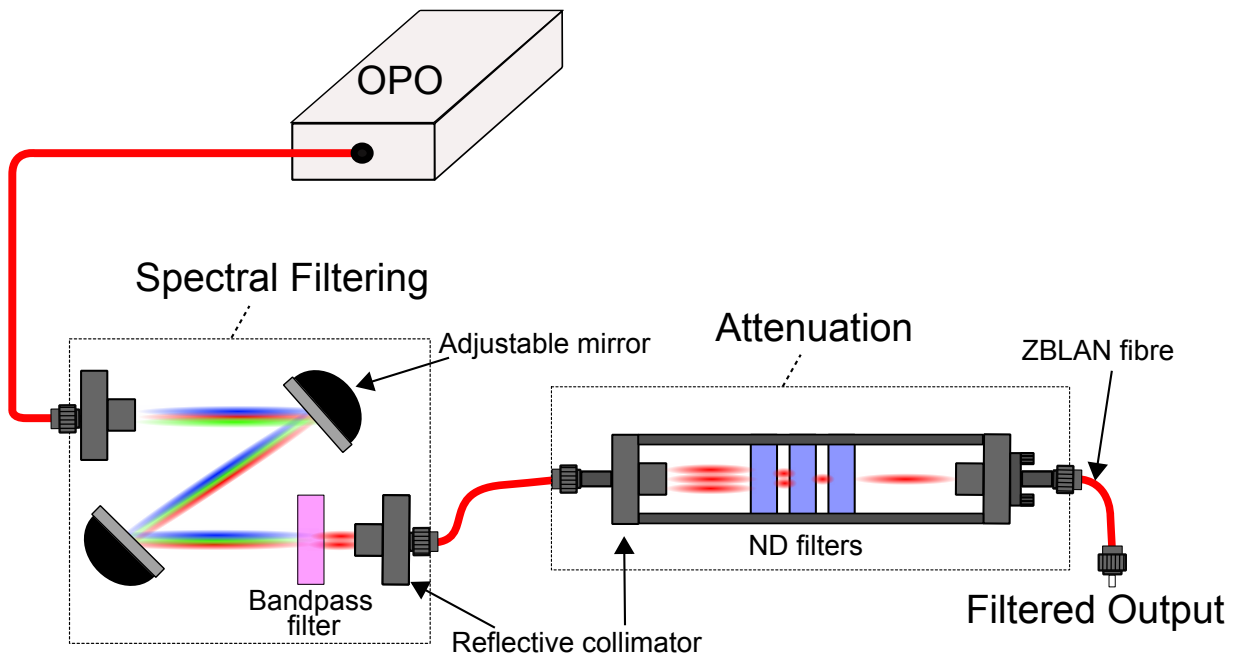 OPO
Spectral Filtering
Adjustable mirror
Attenuation
ZBLAN fibre
ND filters
Bandpass
filter
Reflective collimator
Filtered Output